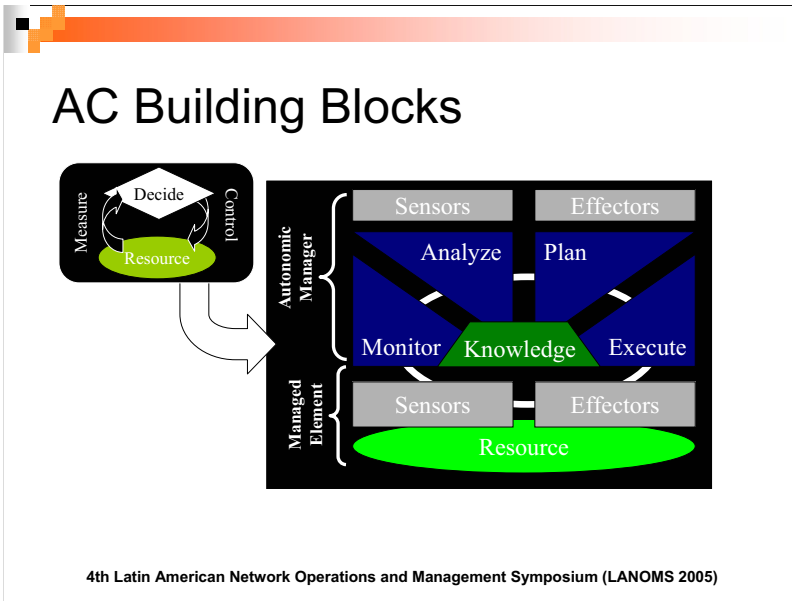 AC Building Blocks
Measure
Decide
Control
Resource
Autonomic
Manager
Sensors
Effectors
Analyze
Plan
Monitor
Knowledge
Execute
Managed
Element
Sensors
Effectors
Resource
4th Latin American Network Operations and Management Symposium (LANOMS 2005)